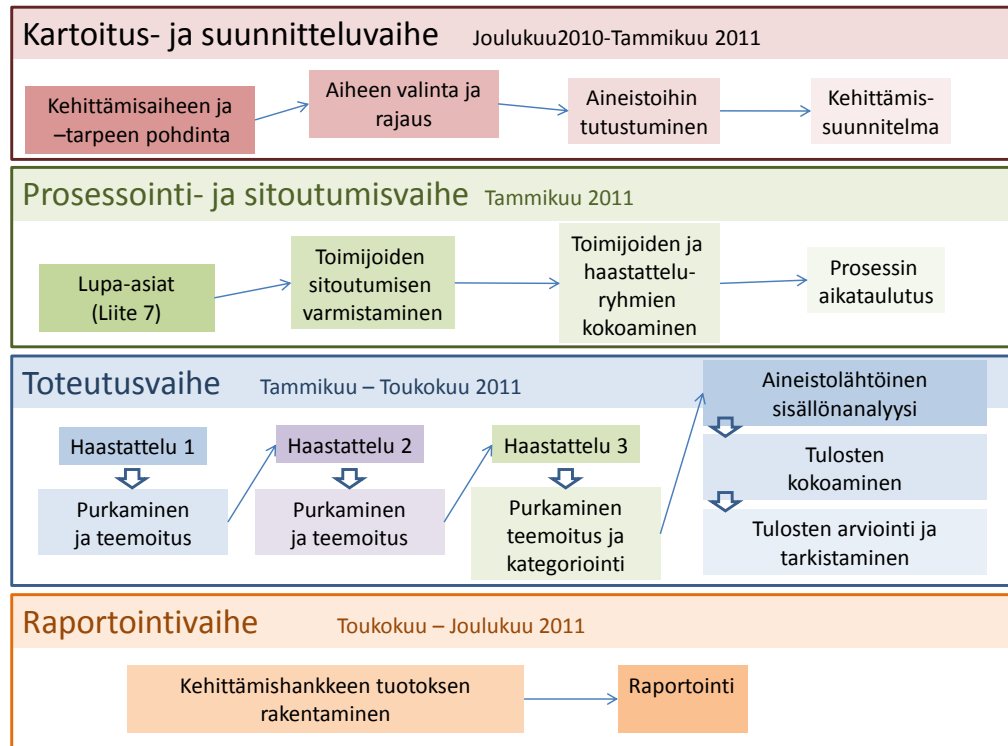 Kartoitus- ja suunnitteluvaihe Joulukuu2010-Tammikuu 2011
Kehittämisaiheen ja
–tarpeen pohdinta
Aiheen valinta ja
rajaus
Aineistoihin
tutustuminen
Kehittämis-
suunnitelma
Prosessointi- ja sitoutumisvaihe Tammikuu 2011
Lupa-asiat
(Liite 7)
Toimijoiden
sitoutumisen
varmistaminen
Toimijoiden ja
haastattelu-
ryhmien
kokoaminen
Prosessin
aikataulutus
Toteutusvaihe Tammikuu – Toukokuu 2011
Haastattelu 1
Purkaminen
ja teemoitus
Haastattelu 2
Purkaminen
ja teemoitus
Haastattelu 3
Purkaminen
teemoitus ja
kategoriointi
Aineistolähtöinen
sisällönanalyysi
Tulosten
kokoaminen
Tulosten arviointi ja
tarkistaminen
Raportointivaihe Toukokuu – Joulukuu 2011
Kehittämishankkeen tuotoksen
rakentaminen
Raportointi